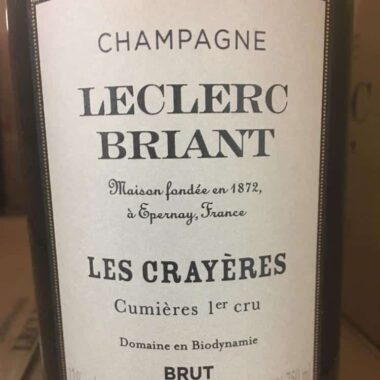 CHAMPAGNE
LECLERC
BRIANT
Maison fondée en 1872,
à Epernay, France
LES CRAYÈRES
Cumières 1er cru
Domaine en Biodynamie
BRUT